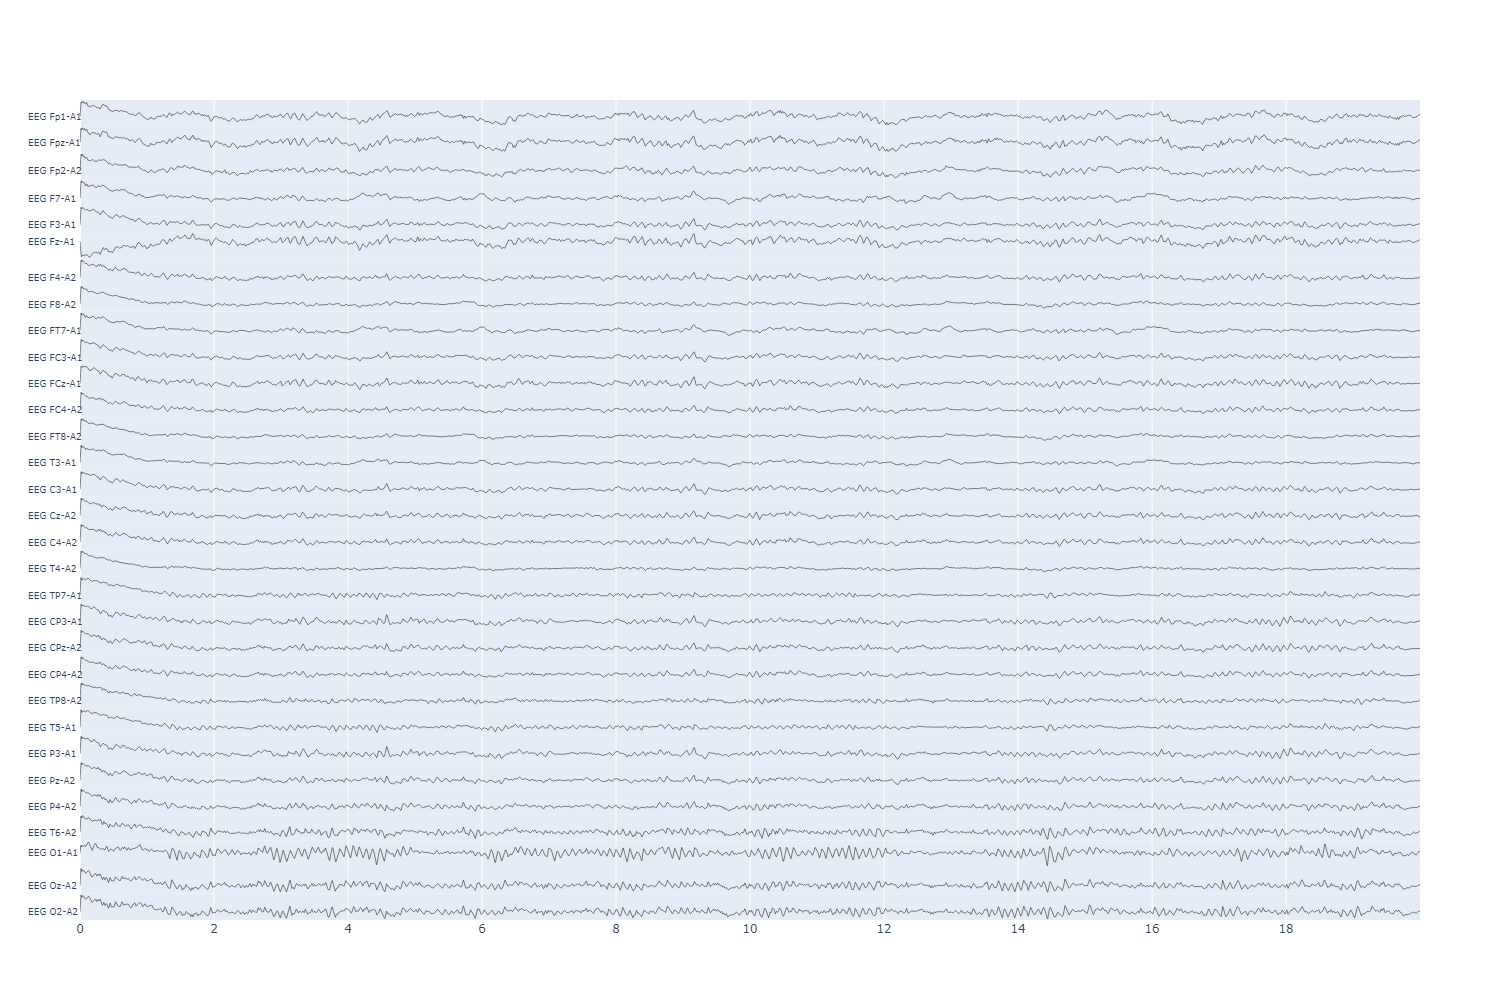 EEG Fp1-A1
EEG Fpz-A1
EEG Fp2-A2
EEG F7-A1
EEG F3-A1
EEG Fz-A1
EEG F4-A2
EEG F8-A2
EEG FT7-A1
EEG FC3-A1
EEG FCz-A1
EEG FC4-A2
EEG FT8-A2
EEG T3-A1
EEG C3-A1
EEG Cz-A2
EEG C4-A2
EEG T4-A2
EEG TP7-A1
EEG CP3-A1
EEG CPz-A2
EEG CP4-A2
EEG TP8-A2
EEG T5-A1
EEG P3-A1
EEG Pz-A2
EEG P4-A2
EEG T6-A2
EEG O1-A1
EEG Oz-A2
EEG O2-A2
0 2 4 6 8 10 12 14 16 18